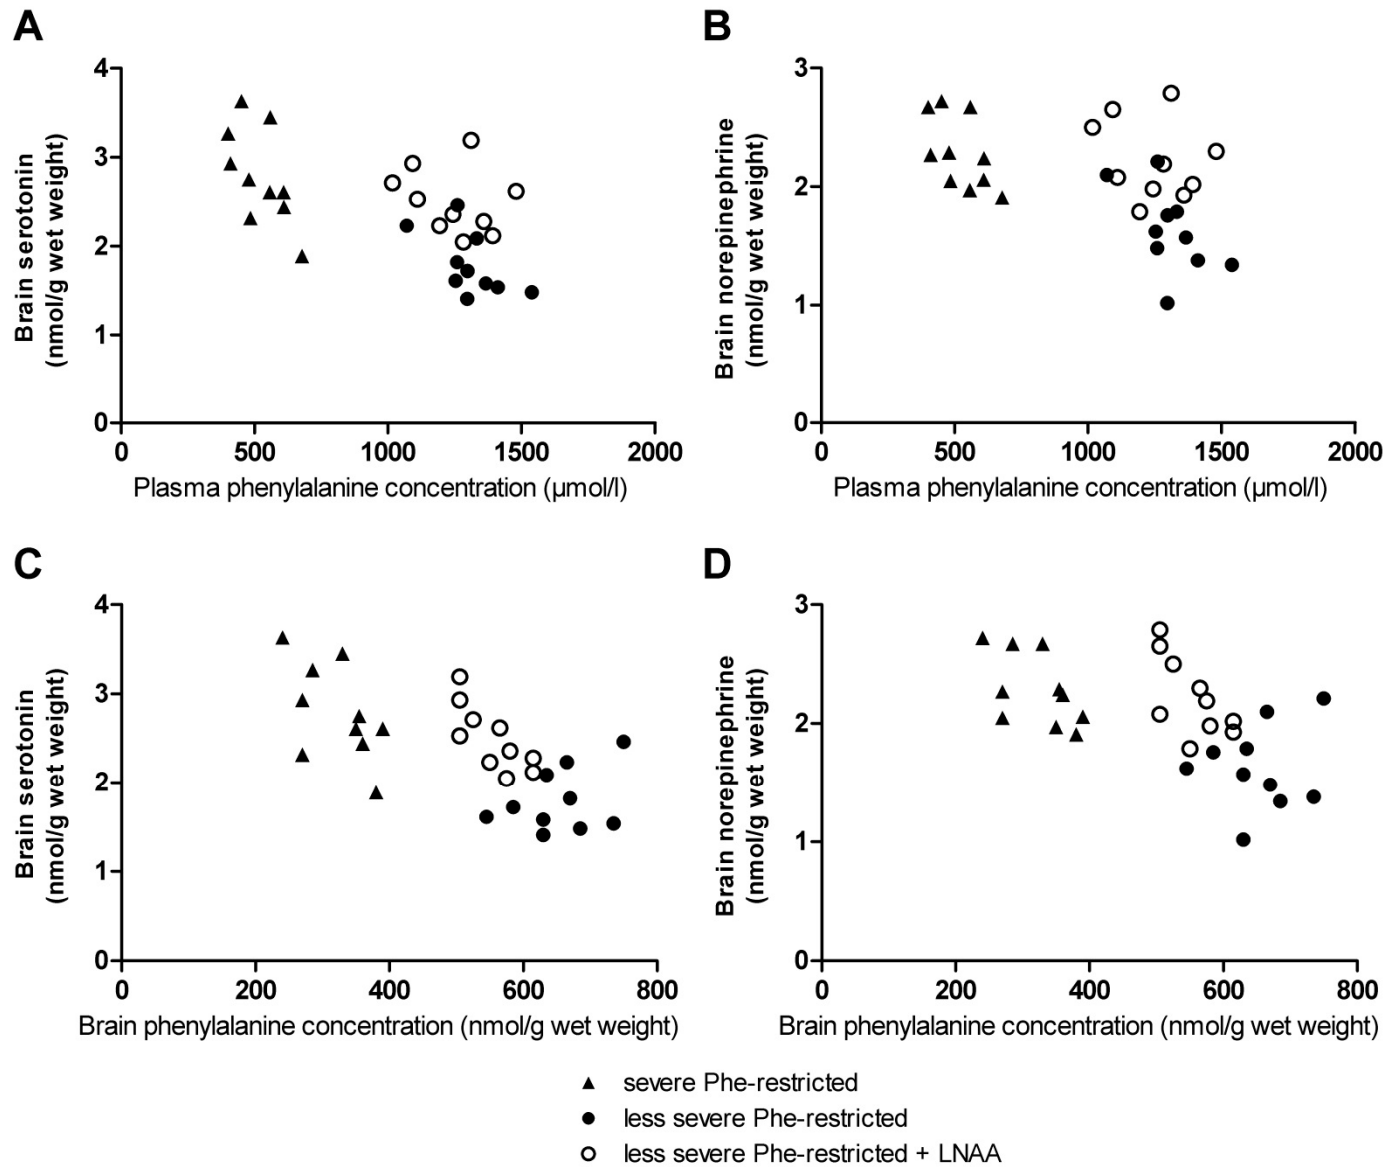 A
Brain serotonin
(nmol/g wet weight)
4
3
2
1
0
0 500 1000 1500 2000
Plasma phenylalanine concentration (µmol/l)
B
Brain norepinephrine
(nmol/g wet weight)
3
2
1
0
0 500 1000 1500 2000
Plasma phenylalanine concentration (µmol/l)
C
Brain serotonin
(nmol/g wet weight)
4
3
2
1
0
0 200 400 600 800
Brain phenylalanine concentration (nmol/g wet weight)
D
Brain norepinephrine
(nmol/g wet weight)
3
2
1
0
0 200 400 600 800
Brain phenylalanine concentration (nmol/g wet weight)
severe Phe-restricted
less severe Phe-restricted
less severe Phe-restricted + LNAA